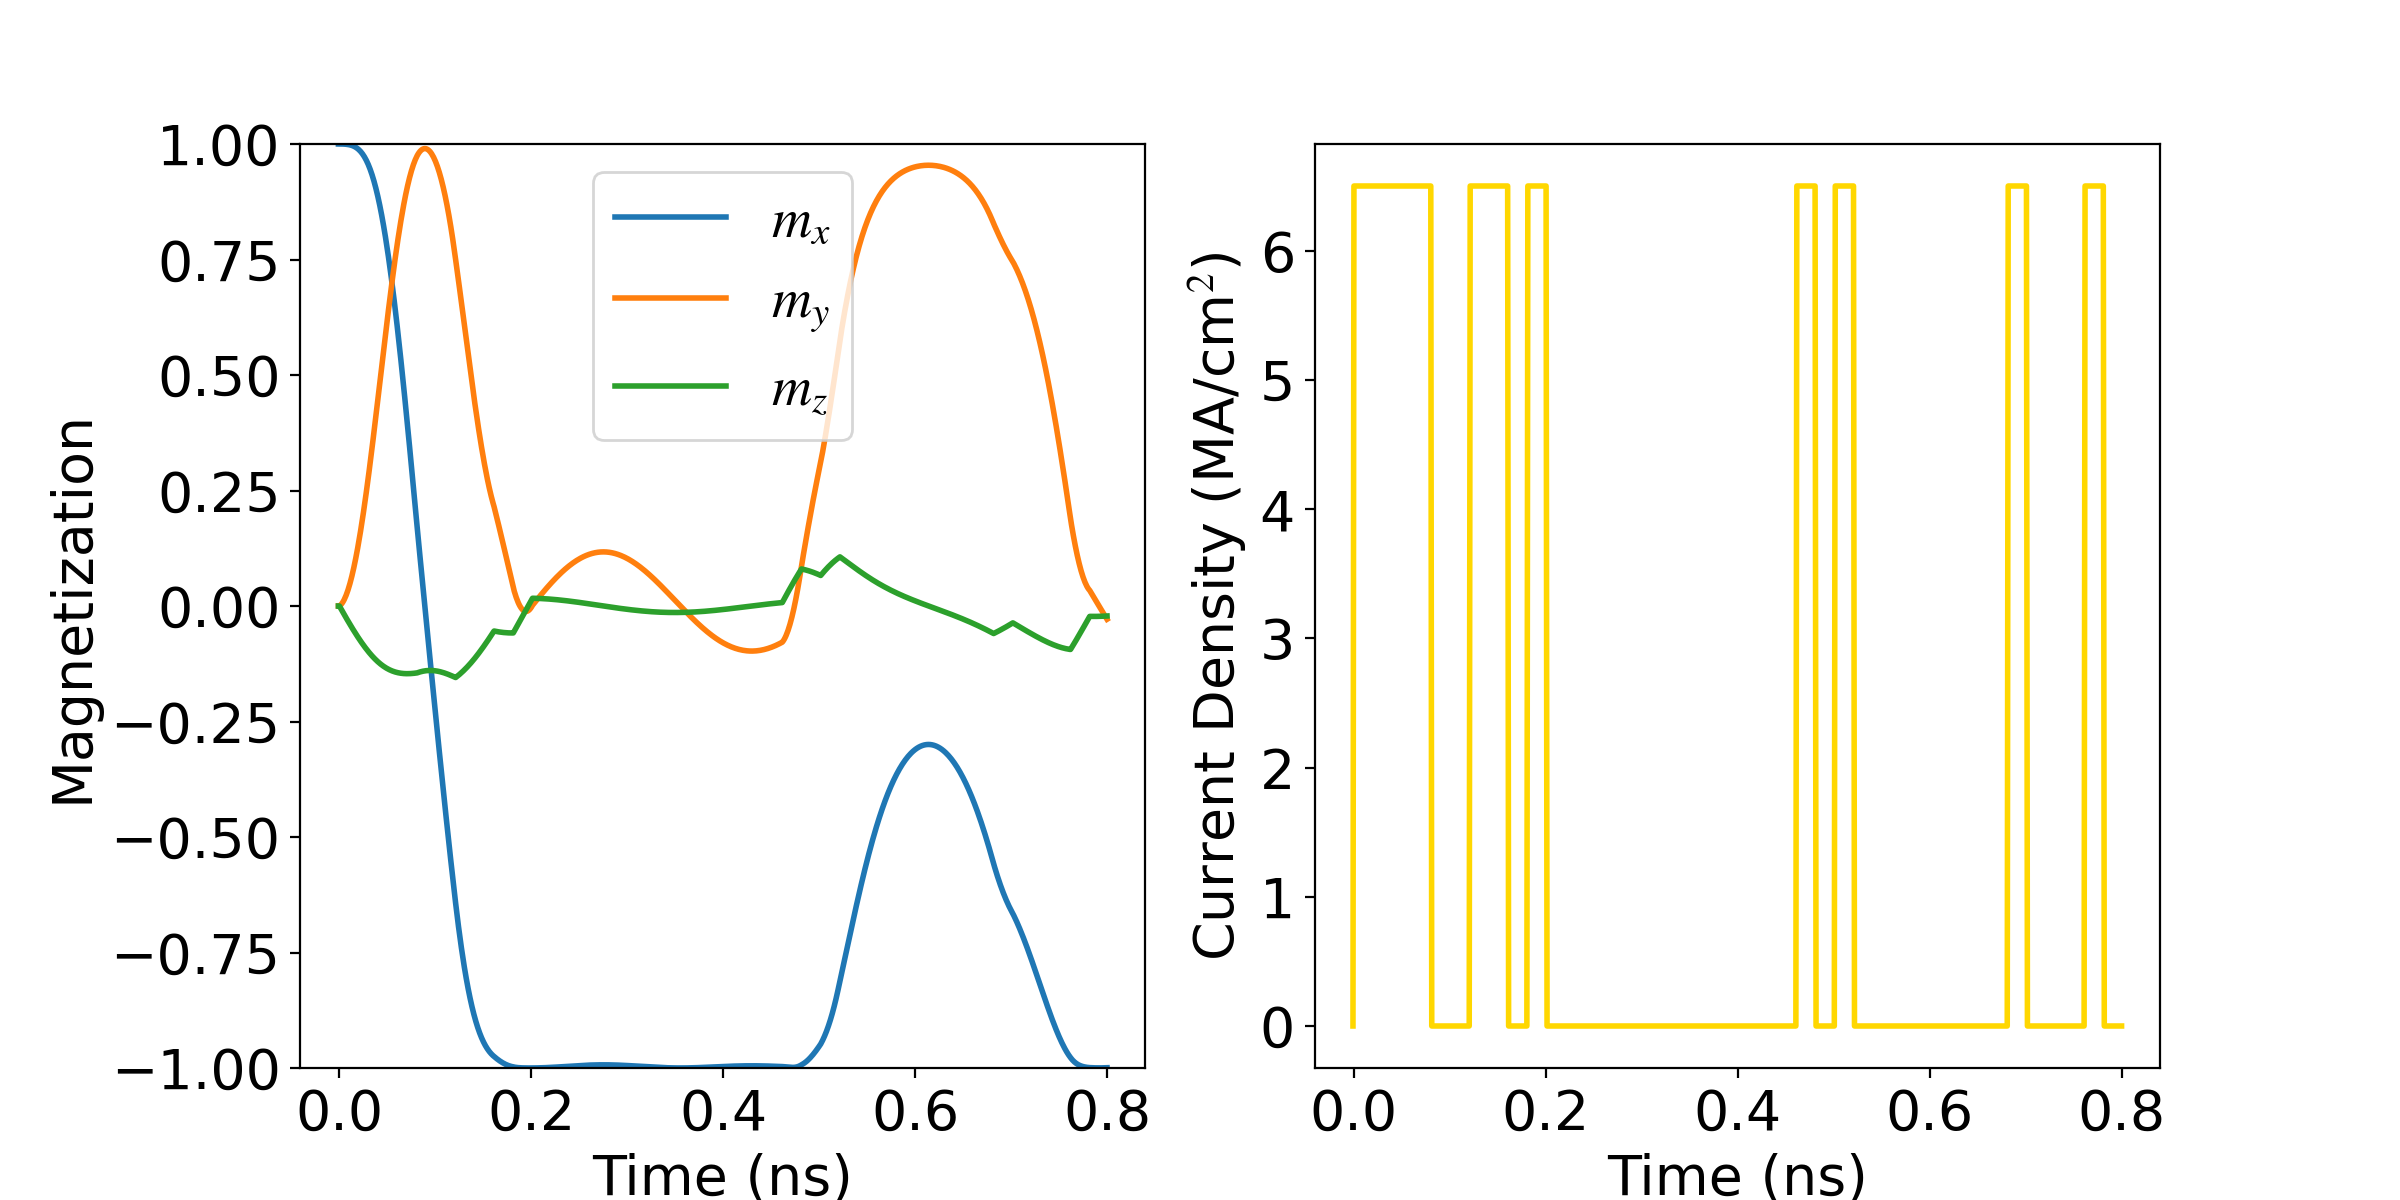 1.00
0.75
0.50
0.25
0.00
−0.25
−0.50
−0.75
−1.00
Magnetization
0.0 0.2 0.4 0.6 0.8
Time (ns)
m_x
m_y
m_z
6
5
4
3
2
1
0
Current Density (MA/cm²)
0.0 0.2 0.4 0.6 0.8
Time (ns)